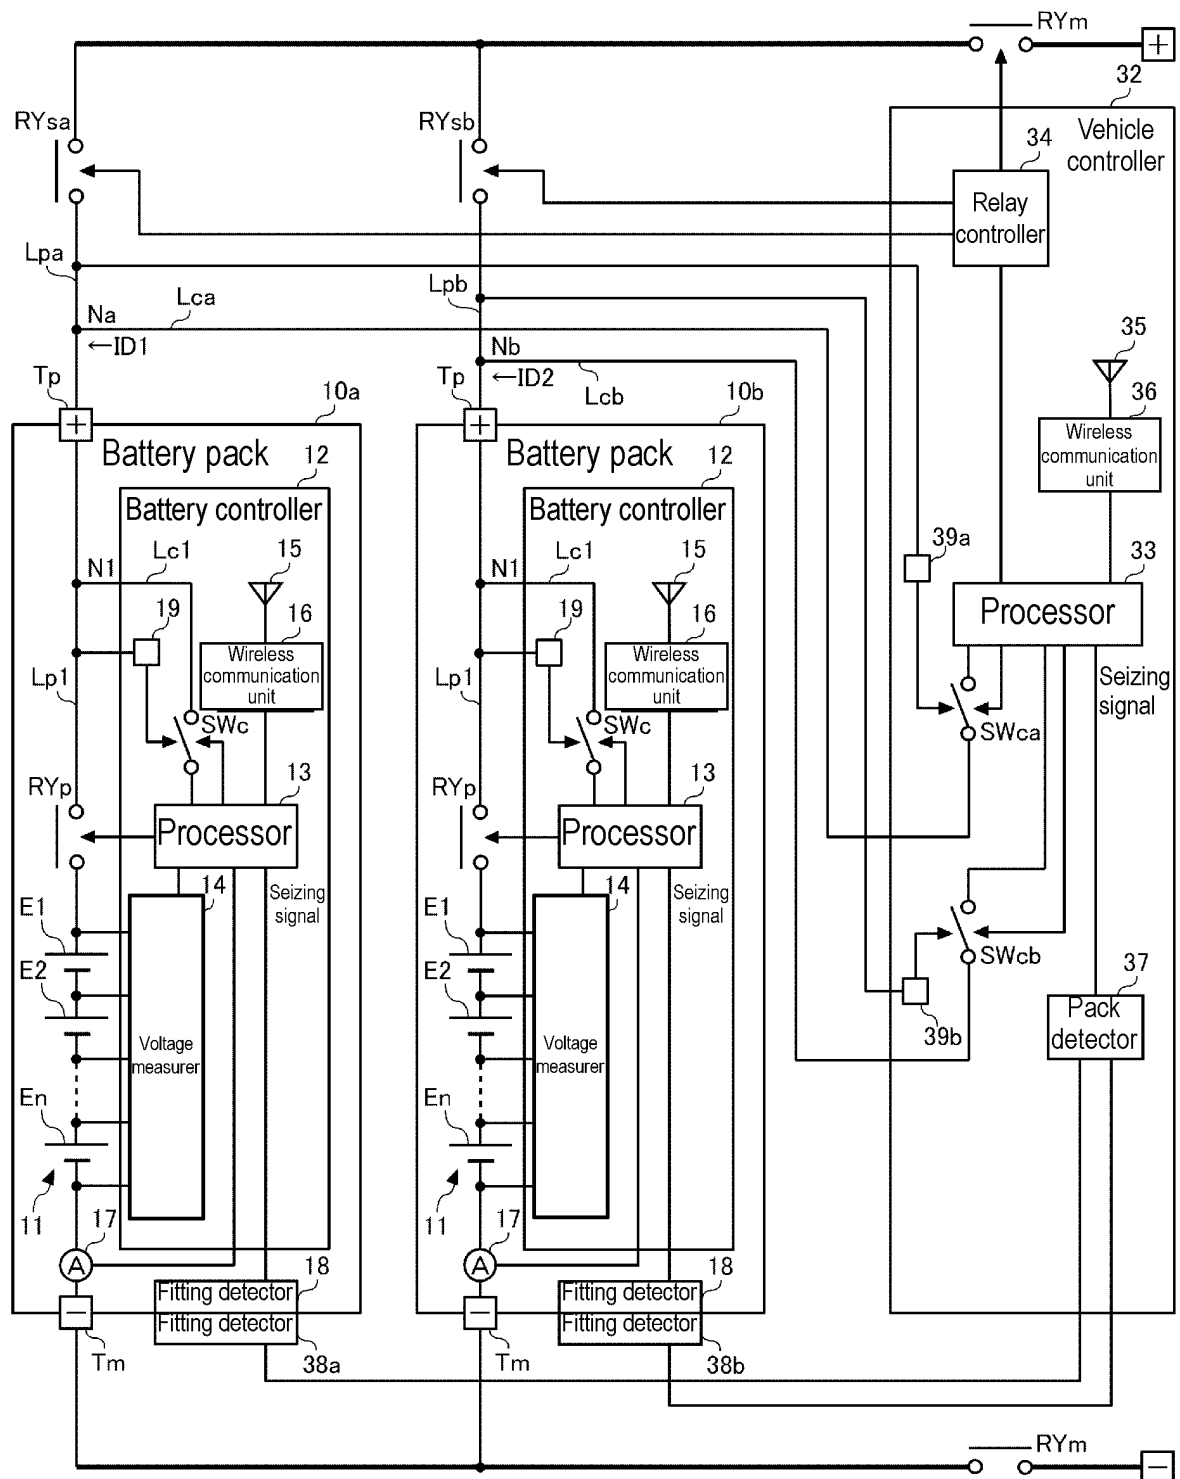 RYm
+
32
Vehicle
controller
RYsa
RYsb
34
Relay
controller
Lpa
Lpb
Lca
Na
←ID1
Nb
←ID2
Lcb
35
36
Wireless
communication
unit
Tp
10a
+
Battery pack
12
Battery controller
Tp
10b
+
Battery pack
12
Battery controller
N1
Lc1
15
19
16
Wireless
communication
unit
Lp1
SWc
N1
Lc1
15
19
16
Wireless
communication
unit
Lp1
SWc
39a
33
Processor
Seizing
signal
SWca
RYp
13
Processor
14
Seizing
signal
E1
E2
Voltage
measurer
En
11
17
A
RYp
13
Processor
14
Seizing
signal
E1
E2
Voltage
measurer
En
11
17
A
SWcb
39b
37
Pack
detector
18
Fitting detector
Fitting detector
38a
−
Tm
18
Fitting detector
Fitting detector
38b
−
Tm
RYm
−